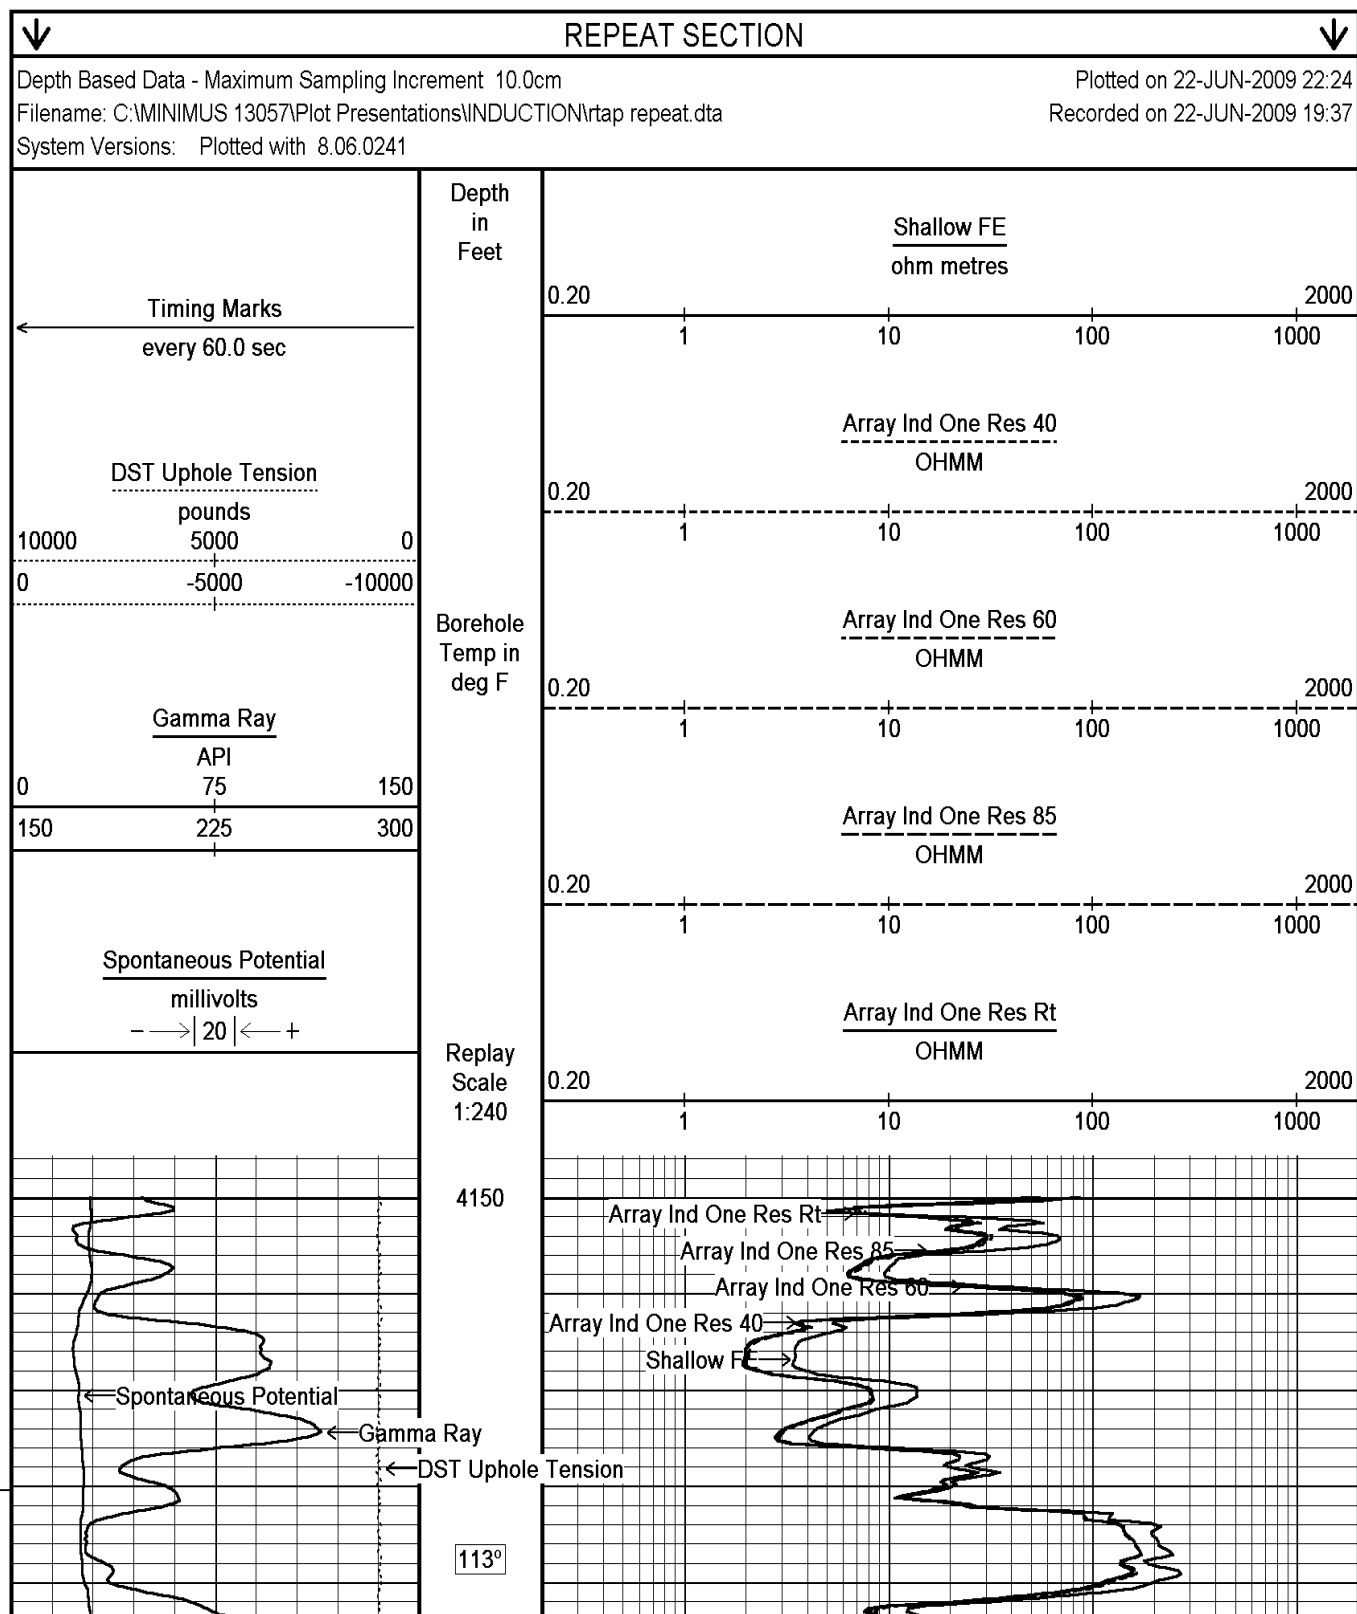 REPEAT SECTION
Depth Based Data - Maximum Sampling Increment 10.0cm
Plotted on 22-JUN-2009 22:24
Filename: C:\MINIMUS 13057\Plot Presentations\INDUCTION\rtap repeat.dta
Recorded on 22-JUN-2009 19:37
System Versions: Plotted with 8.06.0241
Timing Marks
every 60.0 sec
DST Uphole Tension
pounds
10000 5000 0
0 -5000 -10000
Gamma Ray
API
0 75 150
150 225 300
Spontaneous Potential
millivolts
− 20 +
Depth
in
Feet
Borehole
Temp in
deg F
Replay
Scale
1:240
Shallow FE
ohm metres
0.20 2000
1 10 100 1000
Array Ind One Res 40
OHMM
0.20 2000
1 10 100 1000
Array Ind One Res 60
OHMM
0.20 2000
1 10 100 1000
Array Ind One Res 85
OHMM
0.20 2000
1 10 100 1000
Array Ind One Res Rt
OHMM
0.20 2000
1 10 100 1000
4150
Array Ind One Res Rt
Array Ind One Res 85
Array Ind One Res 60
Array Ind One Res 40
Shallow F
Spontaneous Potential
Gamma Ray
DST Uphole Tension
113º